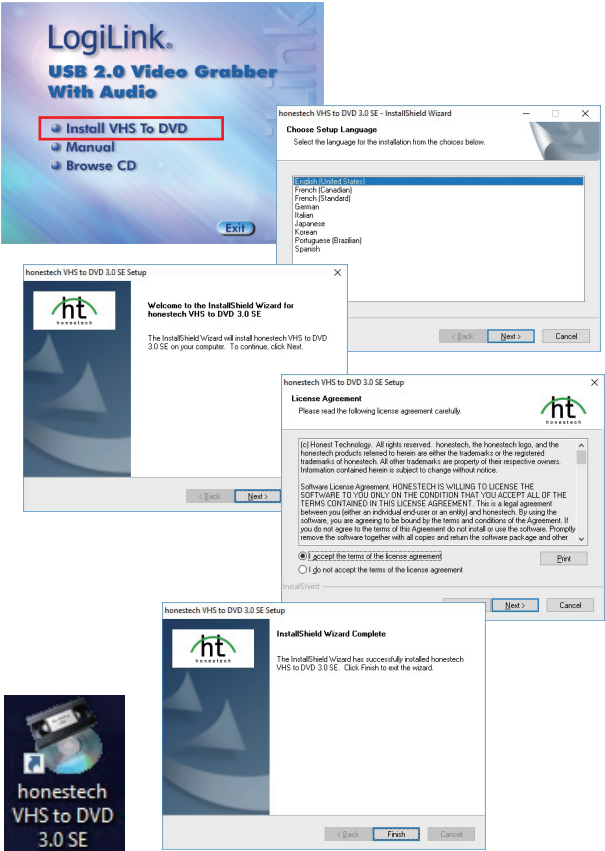 LogiLink®
USB 2.0 Video Grabber
With Audio
Install VHS To DVD
Manual
Browse CD
Exit
honestech VHS to DVD 3.0 SE - InstallShield Wizard
Choose Setup Language
Select the language for the installation from the choices below.
English (United States)
French (Canadian)
French (Standard)
German
Italian
Japanese
Korean
Portuguese (Brazilian)
Spanish
< Back
Next >
Cancel
honestech VHS to DVD 3.0 SE Setup
ht
honestech
Welcome to the InstallShield Wizard for
honestech VHS to DVD 3.0 SE
The InstallShield Wizard will install honestech VHS to DVD
3.0 SE on your computer. To continue, click Next.
< Back
Next >
honestech VHS to DVD 3.0 SE Setup
License Agreement
Please read the following license agreement carefully.
ht
honestech
(c) Honest Technology. All rights reserved. honestech, the honestech logo, and the
honestech products referred to herein are either the trademarks or the registered
trademarks of honestech. All other trademarks are property of their respective owners.
Information contained herein is subject to change without notice.
Software License Agreement. HONESTECH IS WILLING TO LICENSE THE
SOFTWARE TO YOU ONLY ON THE CONDITION THAT YOU ACCEPT ALL OF THE
TERMS CONTAINED IN THIS LICENSE AGREEMENT. This is a legal agreement
between you (either an individual end-user or an entity) and honestech. By using the
software, you are agreeing to be bound by the terms and conditions of the Agreement. If
you do not agree to the terms of this Agreement do not install or use the software. Promptly
remove the software together with all copies and return the software package and other
I accept the terms of the license agreement
Print
I do not accept the terms of the license agreement
InstallShield
Next >
Cancel
honestech VHS to DVD 3.0 SE Setup
ht
honestech
InstallShield Wizard Complete
The InstallShield Wizard has successfully installed honestech
VHS to DVD 3.0 SE. Click Finish to exit the wizard.
< Back
Finish
Cancel
honestech
VHS to DVD
3.0 SE